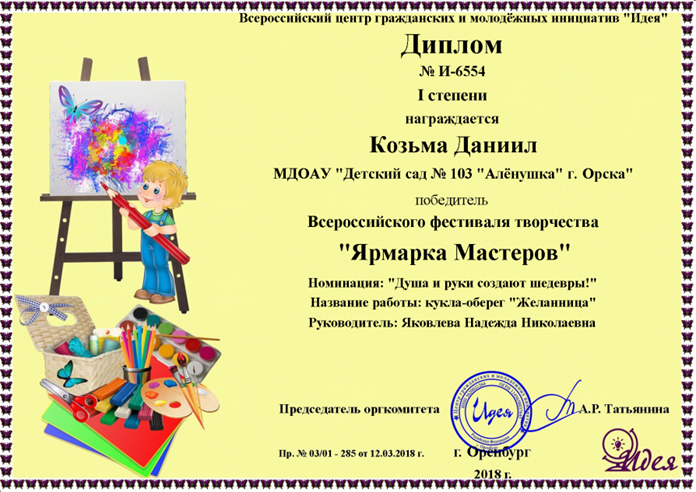 Всероссийский центр гражданских и молодёжных инициатив "Идея"
Диплом
№ И-6554
I степени
награждается
Козьма Даниил
МДОАУ "Детский сад № 103 "Алёнушка" г. Орска"
победитель
Всероссийского фестиваля творчества
"Ярмарка Мастеров"
Номинация: "Душа и руки создают шедевры!"
Название работы: кукла-оберег "Желанница"
Руководитель: Яковлева Надежда Николаевна
Председатель оргкомитета
Идея
А.Р. Татьянина
Пр. № 03/01 - 285 от 12.03.2018 г.
г. Оренбург
2018 г.
Идея